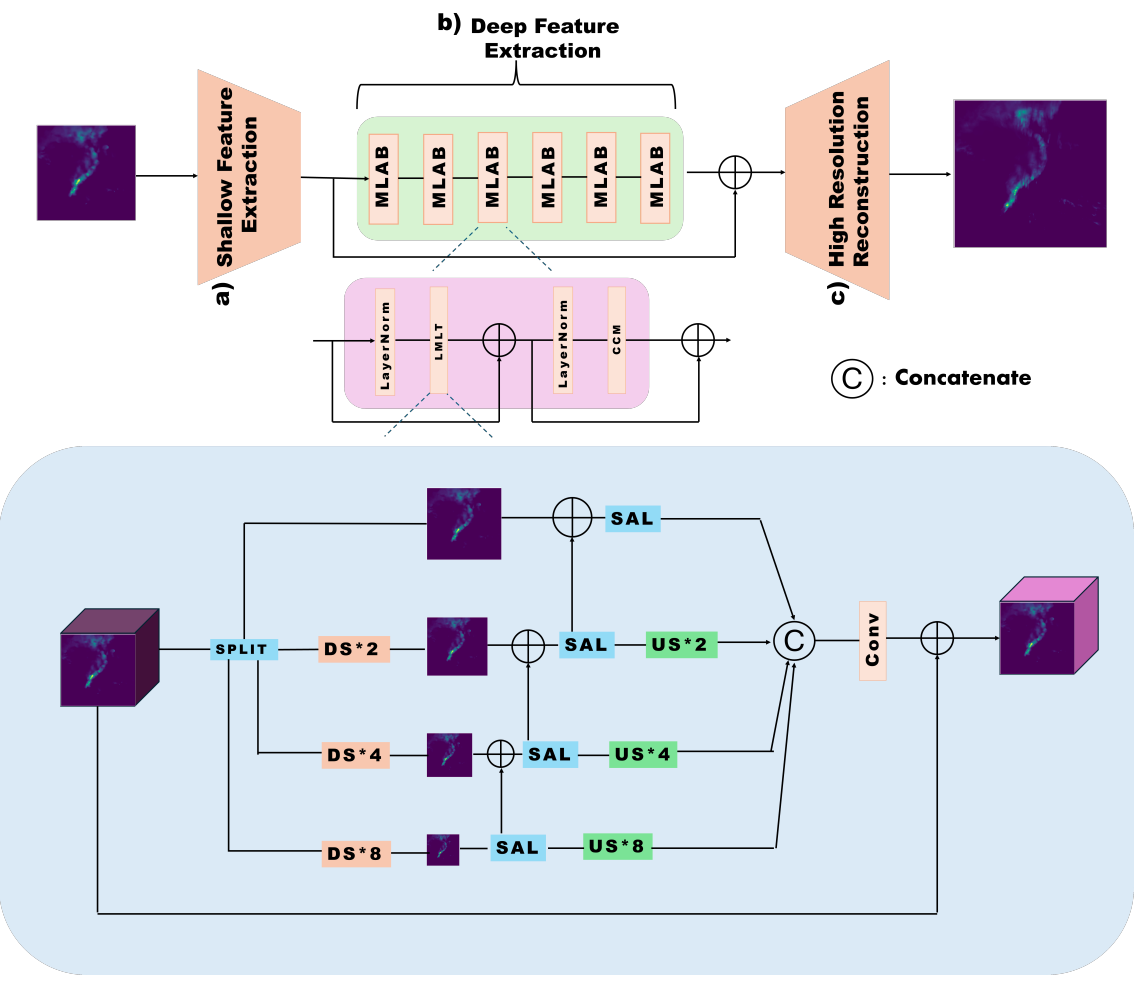 b) Deep Feature
Extraction
a) Shallow Feature
Extraction
MLAB
MLAB
MLAB
MLAB
MLAB
MLAB
c) High Resolution
Reconstruction
LayerNorm
LMLT
LayerNorm
CCM
C : Concatenate
SAL
SPLIT
DS*2
SAL
US*2
C
Conv
DS*4
SAL
US*4
DS*8
SAL
US*8